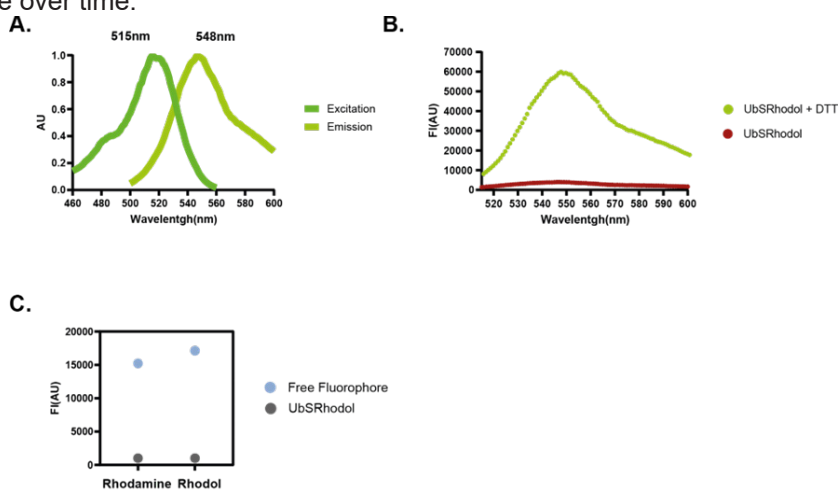 e over time.
A.
515nm 548nm
1.0
0.8
0.6
0.4
0.2
0.0
AU
460 480 500 520 540 560 580 600
Wavelentgh(nm)
Excitation
Emission
B.
70000
60000
50000
40000
30000
20000
10000
0
FI(AU)
520 530 540 550 560 570 580 590 600
Wavelentgh(nm)
UbSRhodol + DTT
UbSRhodol
C.
20000
15000
10000
5000
0
FI(AU)
Rhodamine Rhodol
Free Fluorophore
UbSRhodol